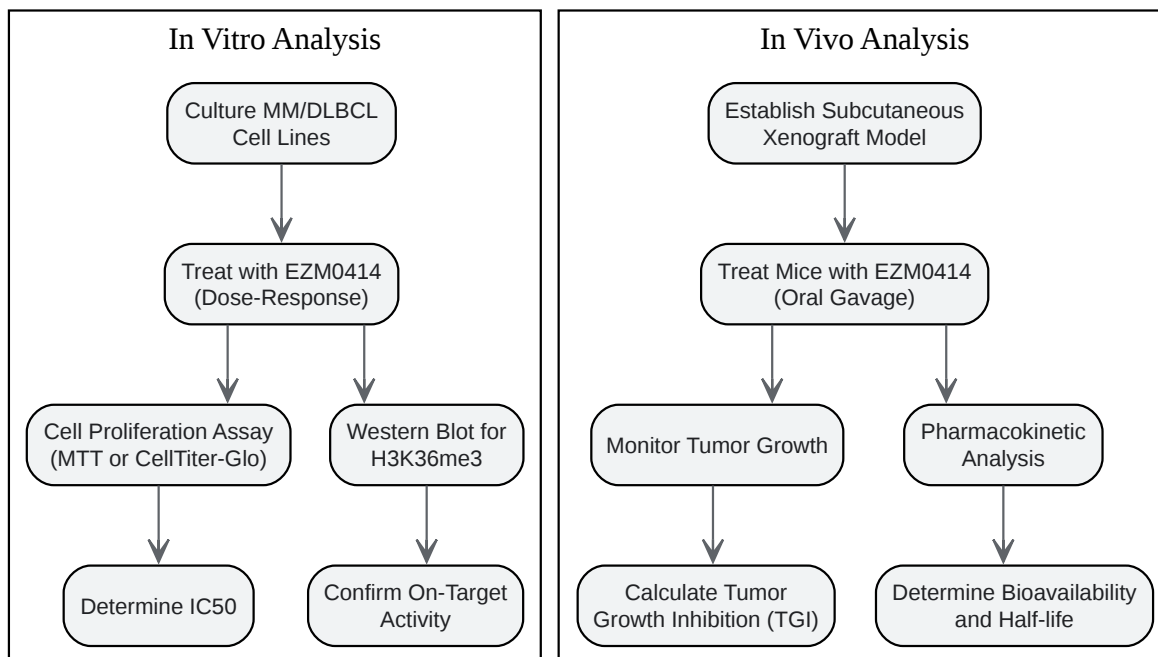 In Vitro Analysis
Culture MM/DLBCL
Cell Lines
Treat with EZM0414
(Dose-Response)
Cell Proliferation Assay
(MTT or CellTiter-Glo)
Western Blot for
H3K36me3
Determine IC50
Confirm On-Target
Activity
In Vivo Analysis
Establish Subcutaneous
Xenograft Model
Treat Mice with EZM0414
(Oral Gavage)
Monitor Tumor Growth
Pharmacokinetic
Analysis
Calculate Tumor
Growth Inhibition (TGI)
Determine Bioavailability
and Half-life